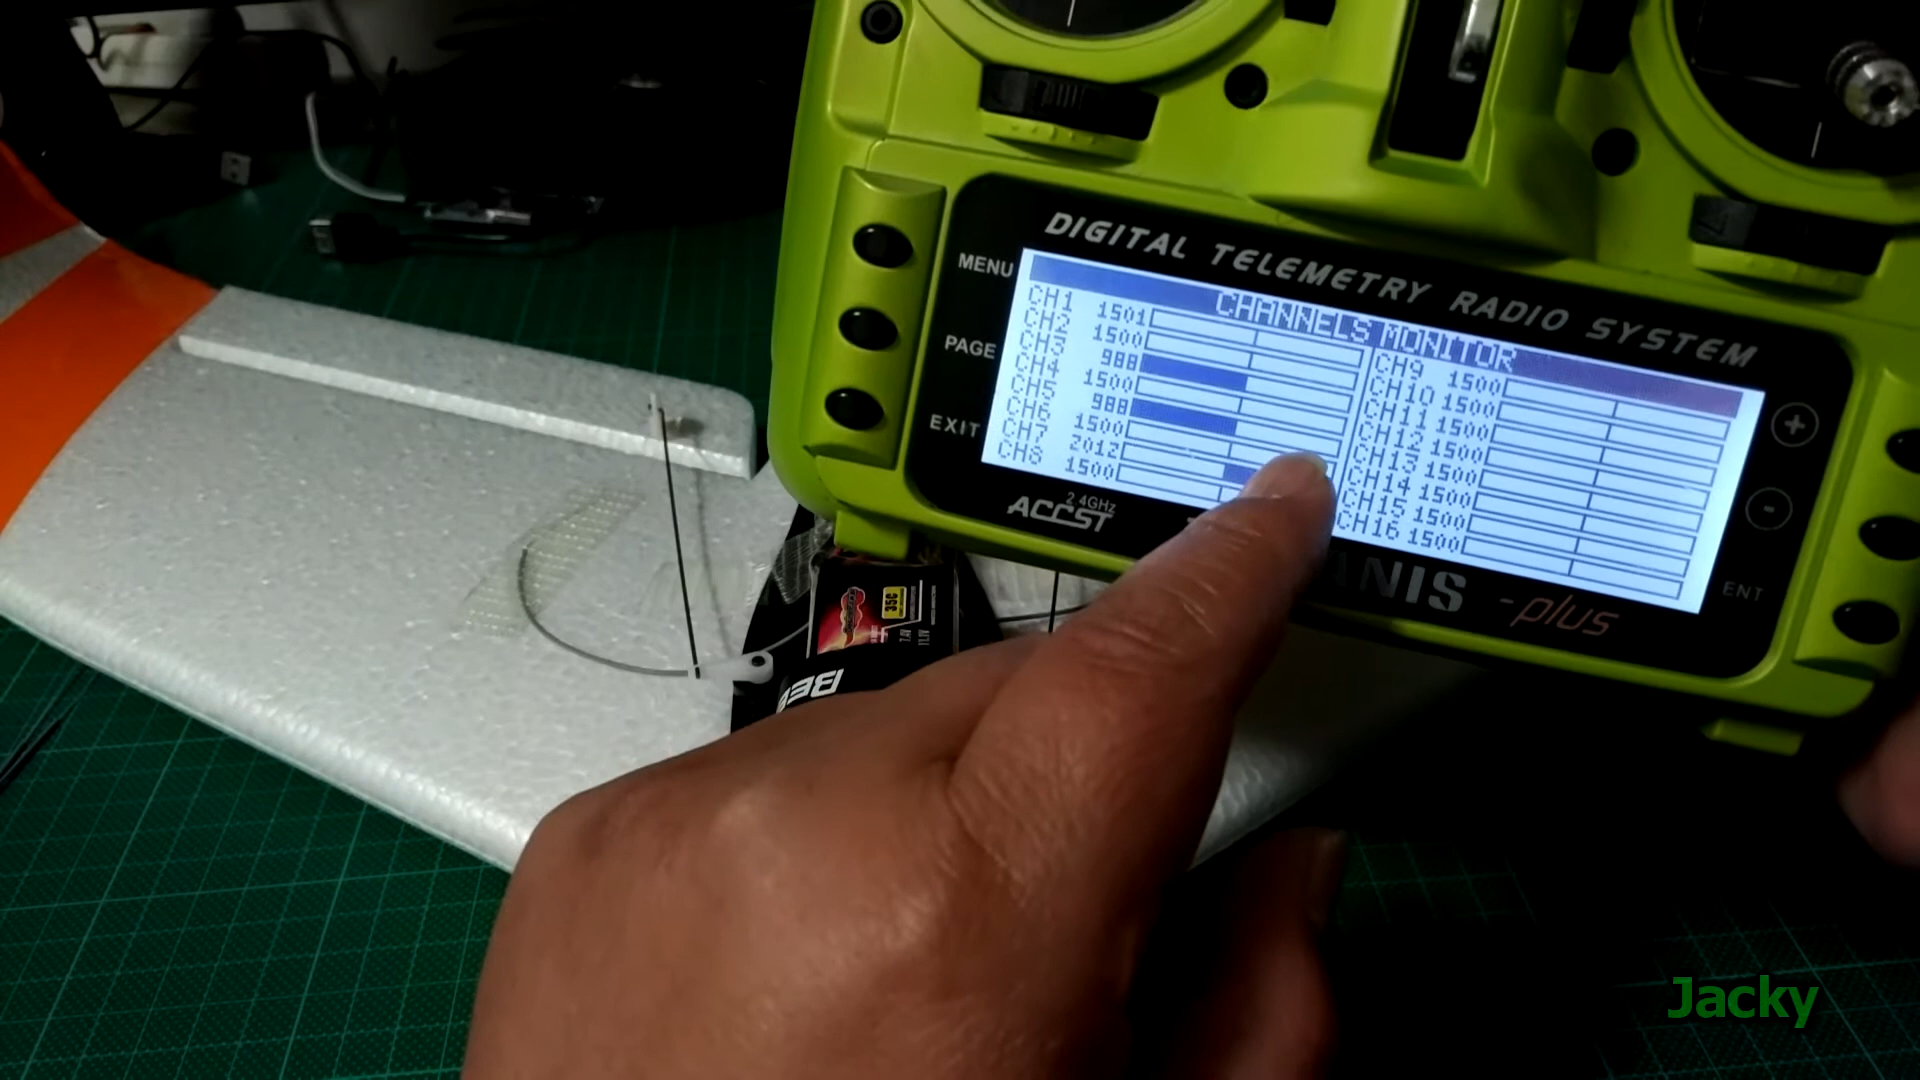 DIGITAL TELEMETRY RADIO SYSTEM
MENU
PAGE
EXIT
CHANNELS MONITOR
CH1 1501
CH2 1500
CH3 988
CH4 1500
CH5 988
CH6 1500
CH7 2012
CH8 1500
CH9 1500
CH10 1500
CH11 1500
CH12 1500
CH13 1500
CH14 1500
CH15 1500
CH16 1500
ENT
2.4GHz
ACCST
ANIS -plus
35C
BE
Jacky